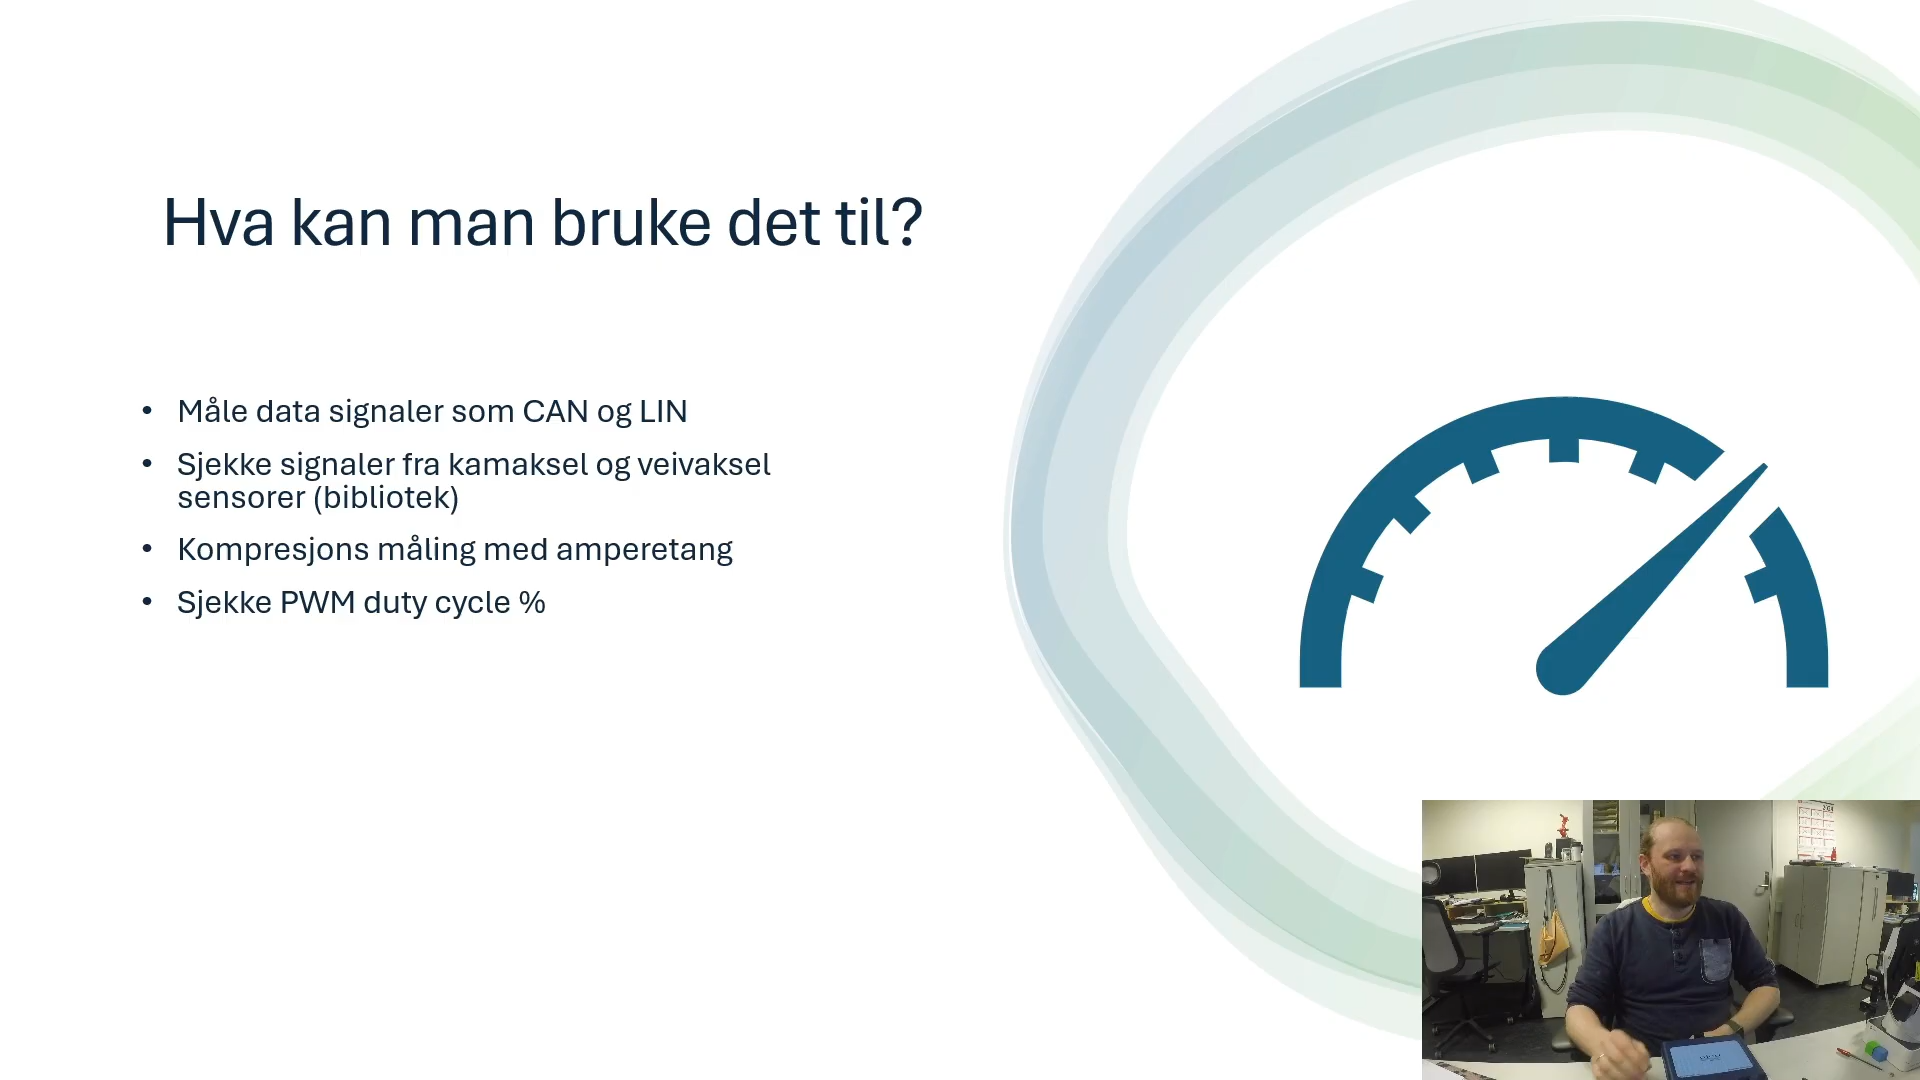 Hva kan man bruke det til?
• Måle data signaler som CAN og LIN
• Sjekke signaler fra kamaksel og veivaksel
sensorer (bibliotek)
• Kompresjons måling med amperetang
• Sjekke PWM duty cycle %